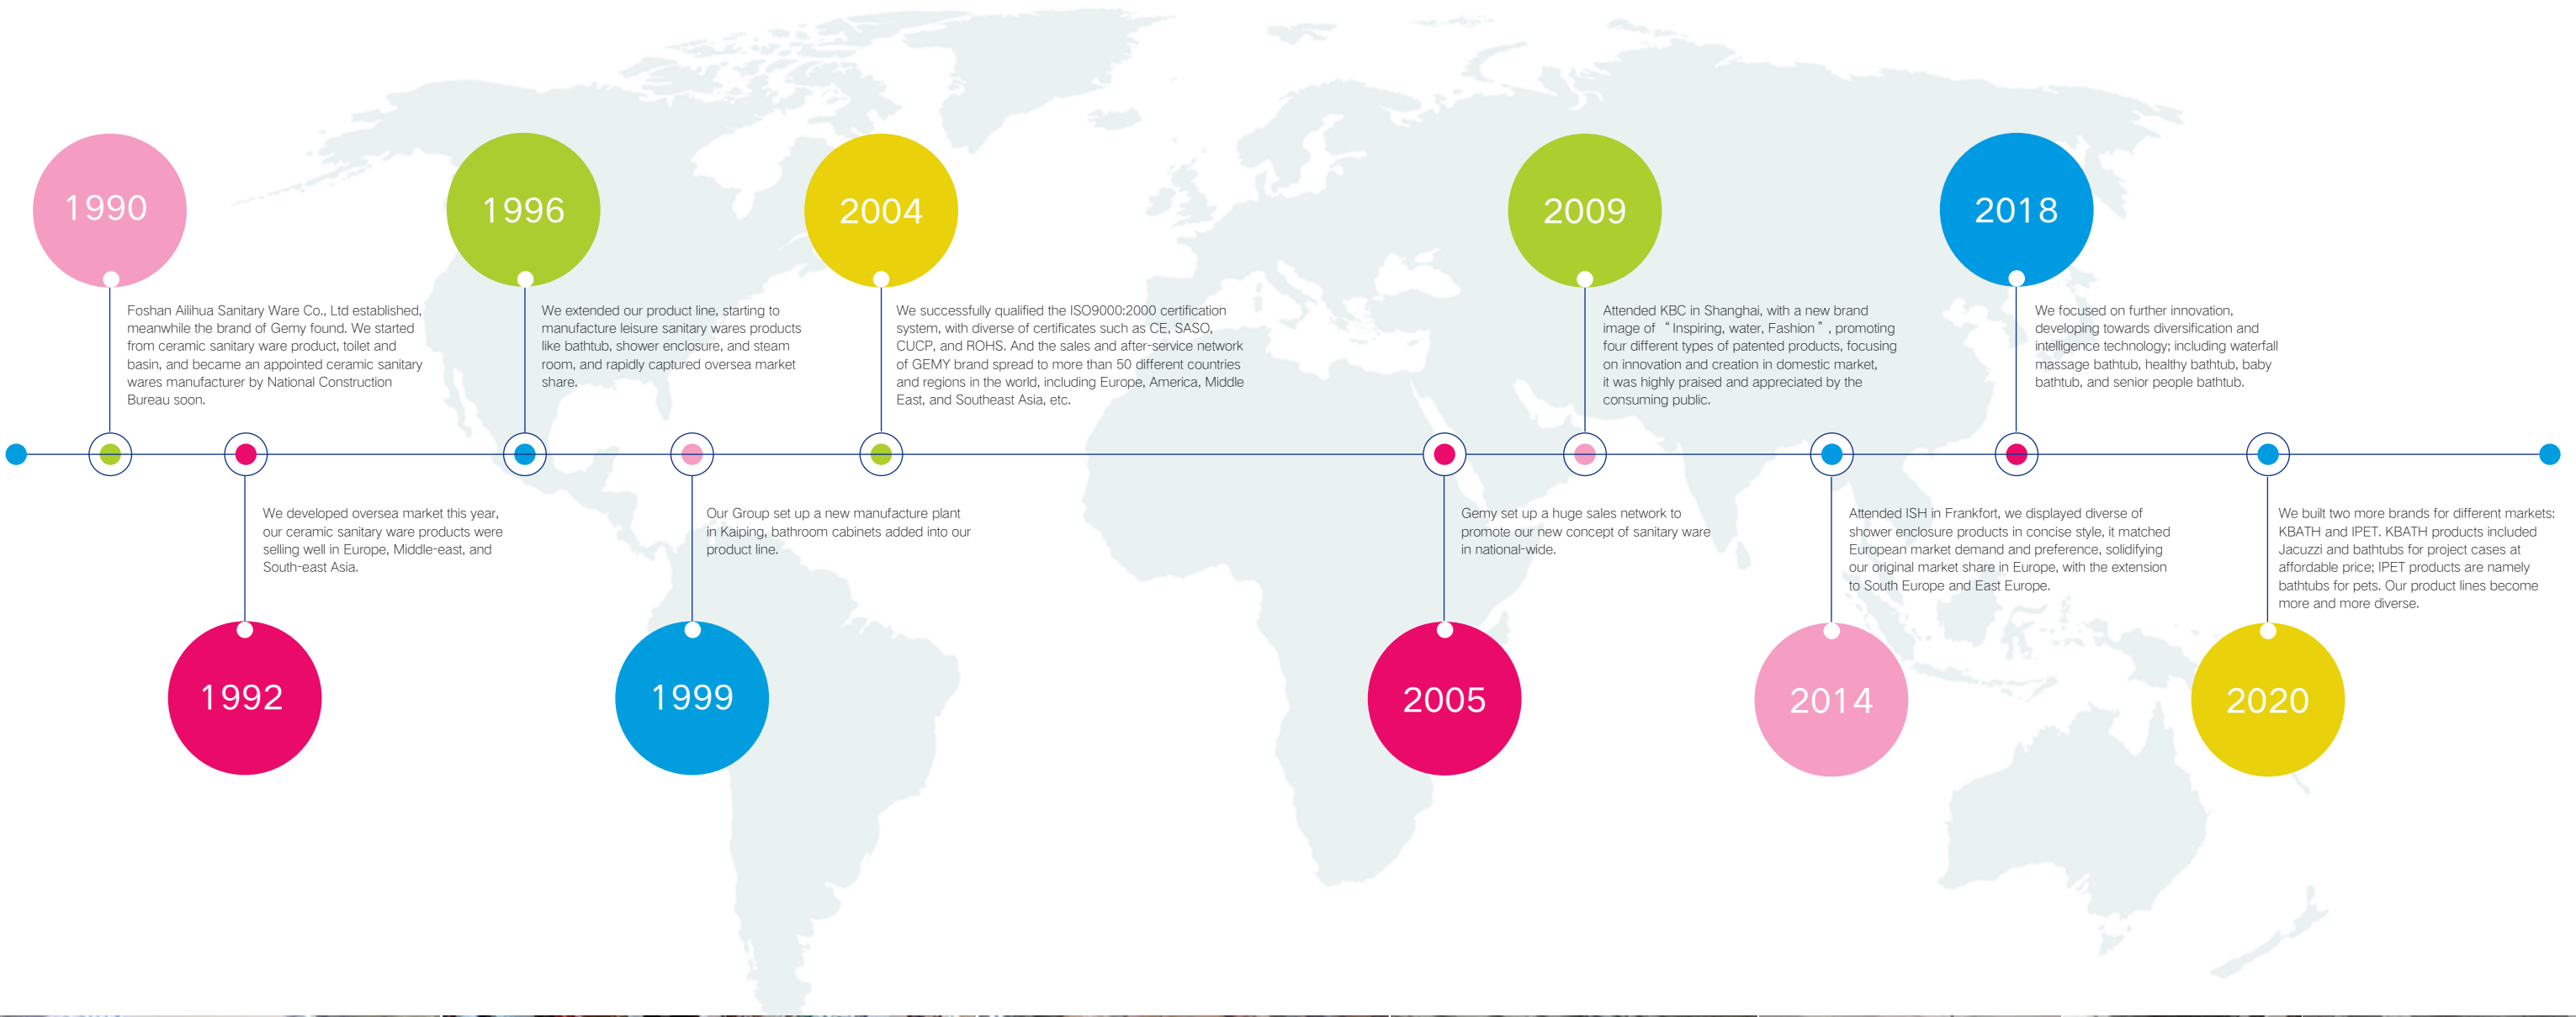 1990
Foshan Ailihua Sanitary Ware Co., Ltd established,
meanwhile the brand of Gemy found. We started
from ceramic sanitary ware product, toilet and
basin, and became an appointed ceramic sanitary
wares manufacturer by National Construction
Bureau soon.
We developed oversea market this year,
our ceramic sanitary ware products were
selling well in Europe, Middle-east, and
South-east Asia.
1992
1996
We extended our product line, starting to
manufacture leisure sanitary wares products
like bathtub, shower enclosure, and steam
room, and rapidly captured oversea market
share.
Our Group set up a new manufacture plant
in Kaiping, bathroom cabinets added into our
product line.
1999
2004
We successfully qualified the ISO9000:2000 certification
system, with diverse of certificates such as CE, SASO,
CUCP, and ROHS. And the sales and after-service network
of GEMY brand spread to more than 50 different countries
and regions in the world, including Europe, America, Middle
East, and Southeast Asia, etc.
Gemy set up a huge sales network to
promote our new concept of sanitary ware
in national-wide.
2005
2009
Attended KBC in Shanghai, with a new brand
image of “Inspiring, water, Fashion”, promoting
four different types of patented products, focusing
on innovation and creation in domestic market,
it was highly praised and appreciated by the
consuming public.
Attended ISH in Frankfort, we displayed diverse of
shower enclosure products in concise style, it matched
European market demand and preference, solidifying
our original market share in Europe, with the extension
to South Europe and East Europe.
2014
2018
We focused on further innovation,
developing towards diversification and
intelligence technology; including waterfall
massage bathtub, healthy bathtub, baby
bathtub, and senior people bathtub.
We built two more brands for different markets:
KBATH and IPET. KBATH products included
Jacuzzi and bathtubs for project cases at
affordable price; IPET products are namely
bathtubs for pets. Our product lines become
more and more diverse.
2020